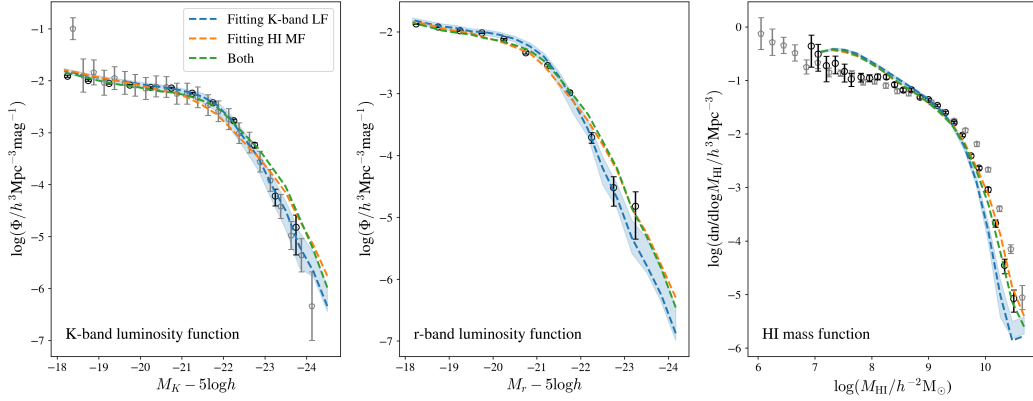 −1
−2
−3
−4
−5
−6
−7
log(Φ/h³Mpc⁻³mag⁻¹)
Fitting K-band LF
Fitting HI MF
Both
K-band luminosity function
−18 −19 −20 −21 −22 −23 −24
M_K − 5logh
−2
−3
−4
−5
−6
−7
log(Φ/h³Mpc⁻³mag⁻¹)
r-band luminosity function
−18 −19 −20 −21 −22 −23 −24
M_r − 5logh
0
−1
−2
−3
−4
−5
−6
log(dn/dlogM_HI/h³Mpc⁻³)
HI mass function
6 7 8 9 10
log(M_HI/h⁻²M_⊙)